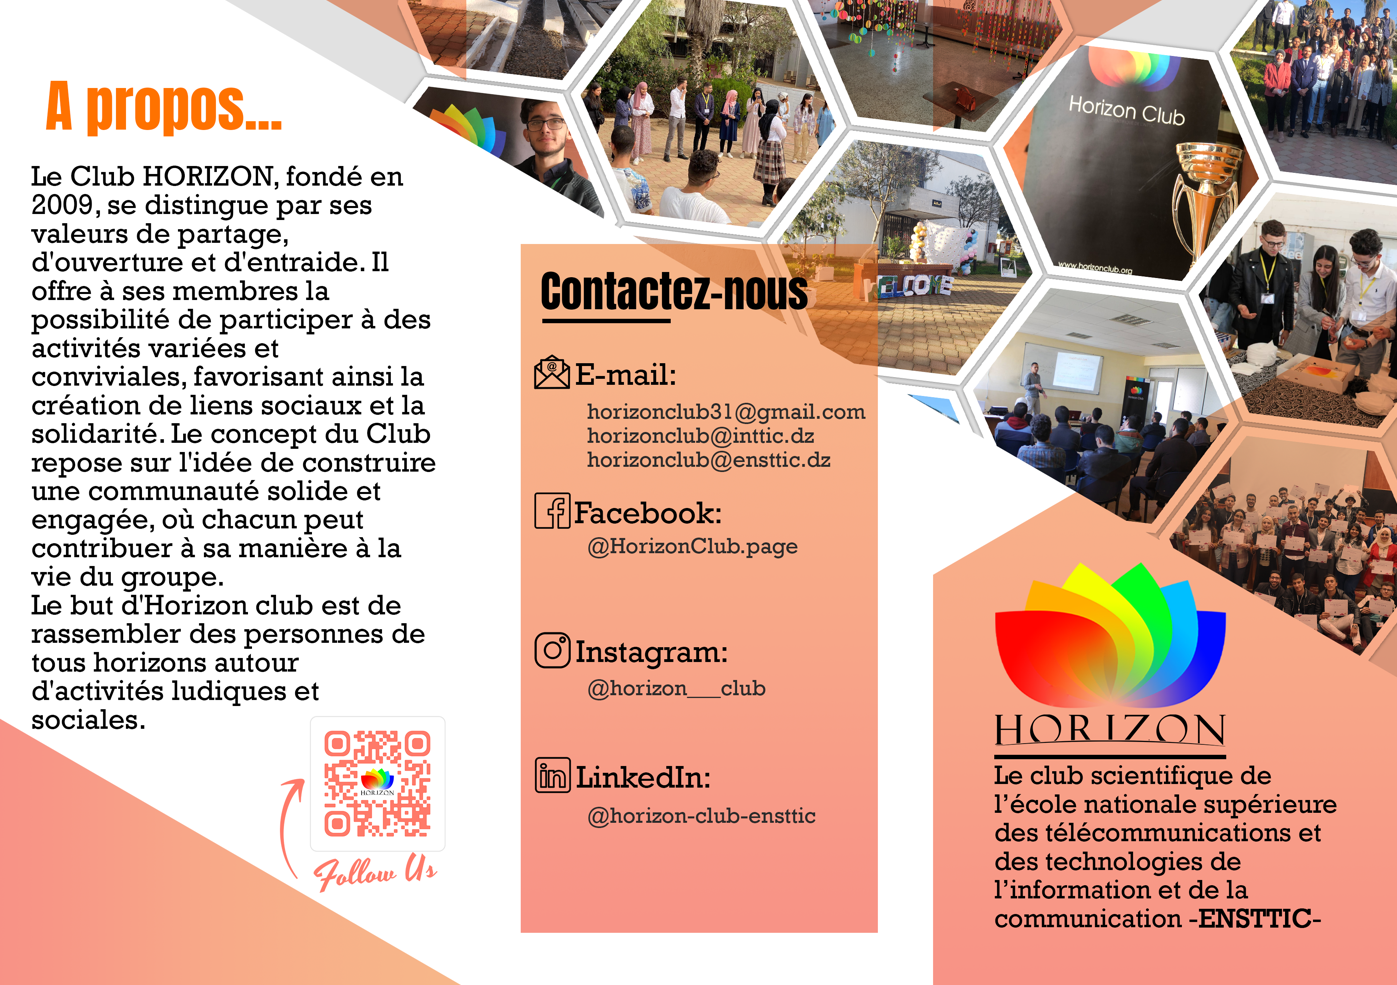 A propos...
Le Club HORIZON, fondé en
2009, se distingue par ses
valeurs de partage,
d'ouverture et d'entraide. Il
offre à ses membres la
possibilité de participer à des
activités variées et
conviviales, favorisant ainsi la
création de liens sociaux et la
solidarité. Le concept du Club
repose sur l'idée de construire
une communauté solide et
engagée, où chacun peut
contribuer à sa manière à la
vie du groupe.
Le but d'Horizon club est de
rassembler des personnes de
tous horizons autour
d'activités ludiques et
sociales.
HORIZON
Follow Us
Contactez-nous
E-mail:
horizonclub31@gmail.com
horizonclub@inttic.dz
horizonclub@ensttic.dz
Facebook:
@HorizonClub.page
Instagram:
@horizon___club
LinkedIn:
@horizon-club-ensttic
Horizon Club
www.horizonclub.org
WELCOME
HORIZON
Le club scientifique de
l’école nationale supérieure
des télécommunications et
des technologies de
l’information et de la
communication -ENSTTIC-